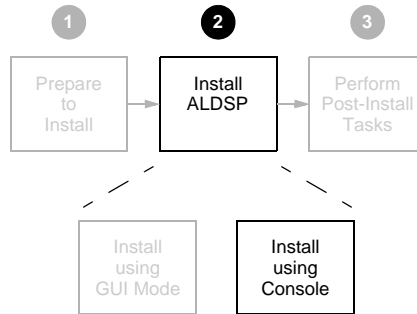 1
2
3
Prepare
to
Install
Install
ALDSP
Perform
Post-Install
Tasks
Install
using
GUI Mode
Install
using
Console